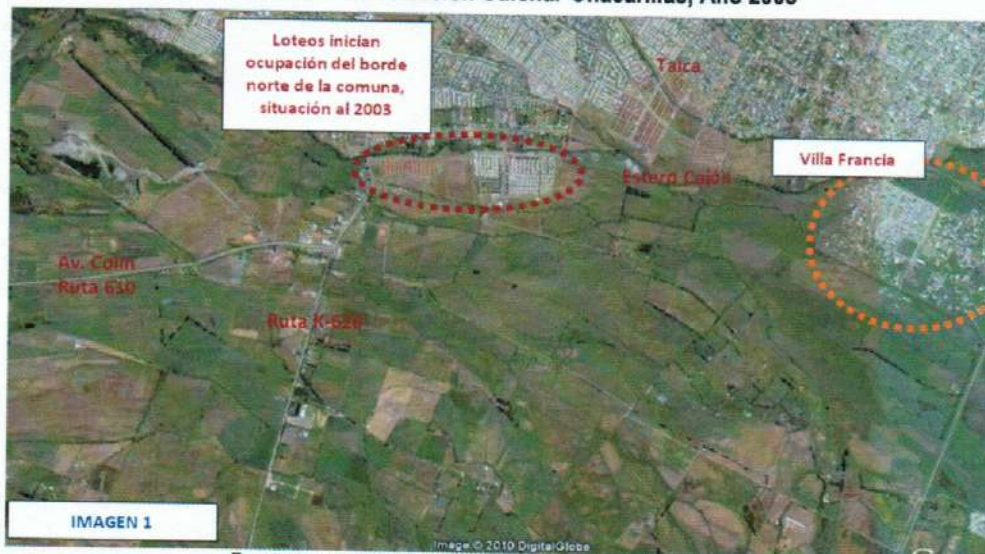 Loteos inician
ocupación del borde
norte de la comuna,
situación al 2003
Talca
Villa Francia
Estero Cajón
Av. Colín
Ruta 610
Ruta K-620
IMAGEN 1
Image © 2010 DigitalGlobe